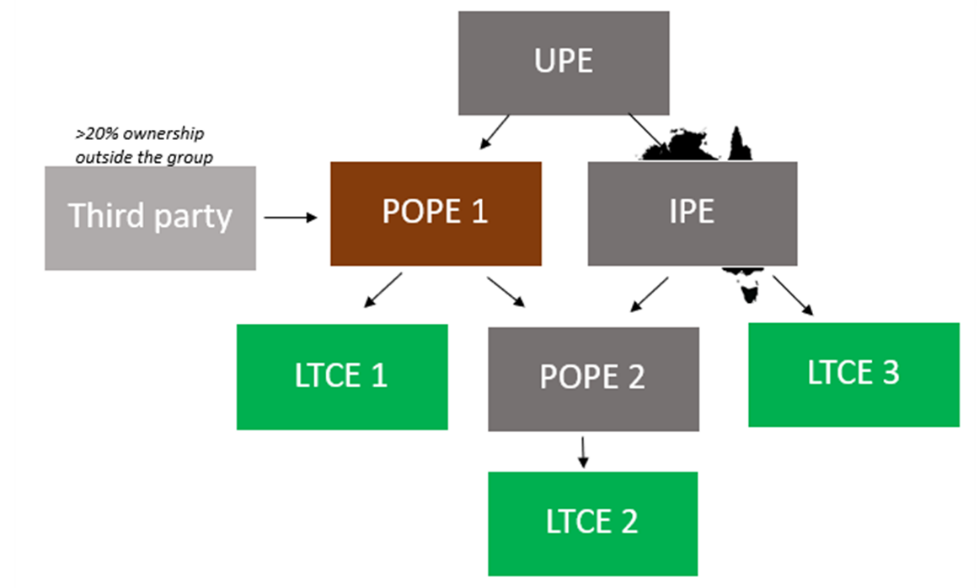 UPE
>20% ownership
outside the group
Third party
POPE 1
IPE
LTCE 1
POPE 2
LTCE 3
LTCE 2